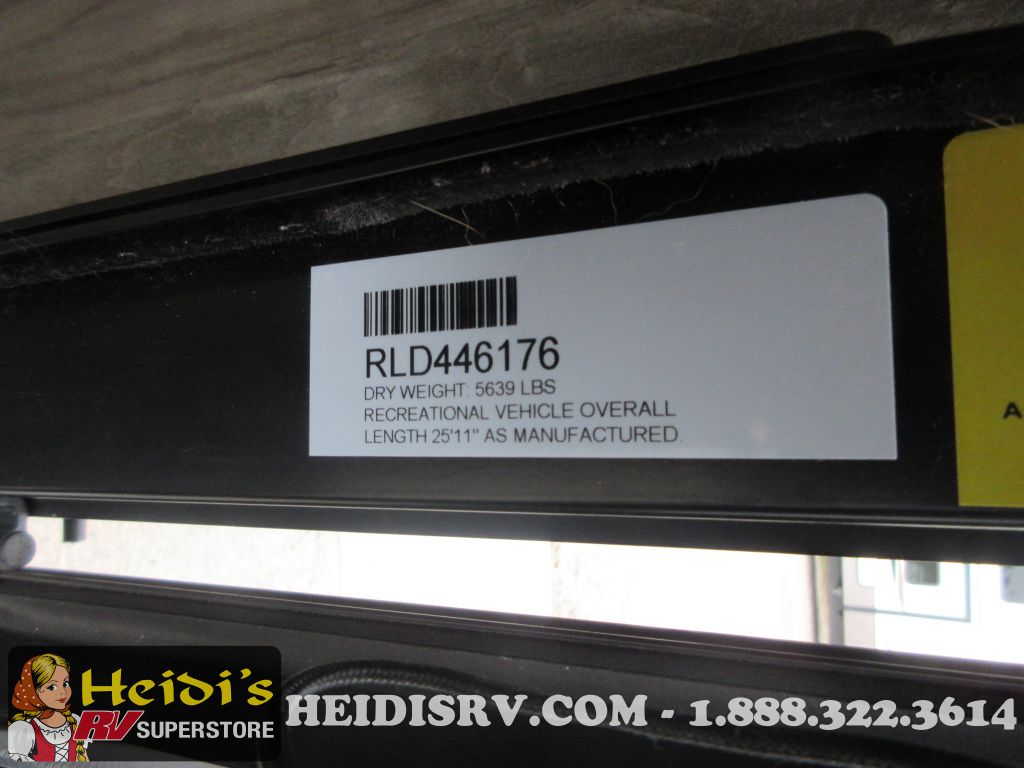 RLD446176
DRY WEIGHT: 5639 LBS
RECREATIONAL VEHICLE OVERALL
LENGTH 25'11" AS MANUFACTURED.
A
Heidi's
RV SUPERSTORE
HEIDISRV.COM - 1.888.322.3614